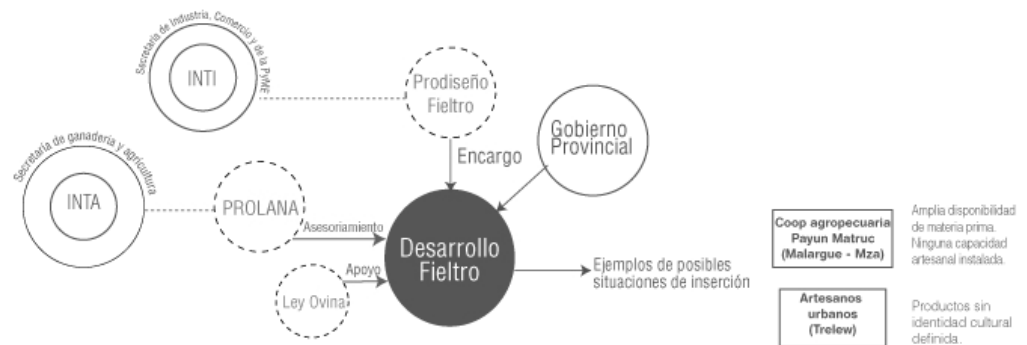 Secretaría de Industria, Comercio y de la PyME
INTI
Prodiseño
Fieltro
Gobierno
Provincial
Encargo
Secretaría de ganadería y agricultura
INTA
PROLANA
Asesoriamiento
Desarrollo
Fieltro
Apoyo
Ley Ovina
Ejemplos de posibles
situaciones de inserción
Coop agropecuaria
Payun Matruc
(Malargue - Mza)
Amplia disponibilidad
de materia prima.
Ninguna capacidad
artesanal instalada.
Artesanos
urbanos
(Trelew)
Productos sin
identidad cultural
definida.